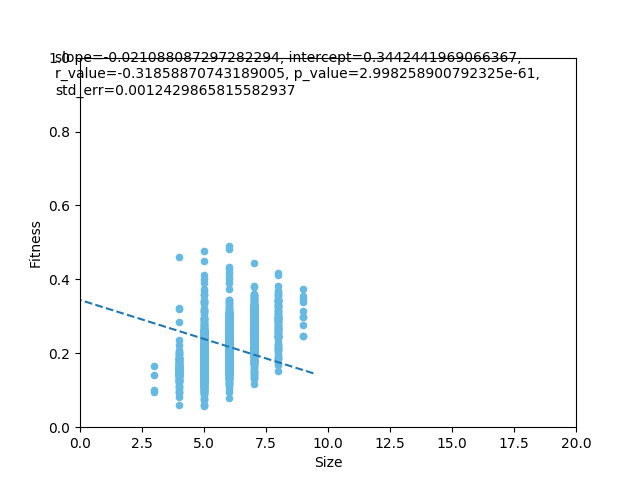 slope=-0.021088087297282294, intercept=0.3442441969066367,
r_value=-0.31858870743189005, p_value=2.998258900792325e-61,
std_err=0.0012429865815582937
1.0
0.8
0.6
0.4
0.2
0.0
Fitness
0.0 2.5 5.0 7.5 10.0 12.5 15.0 17.5 20.0
Size